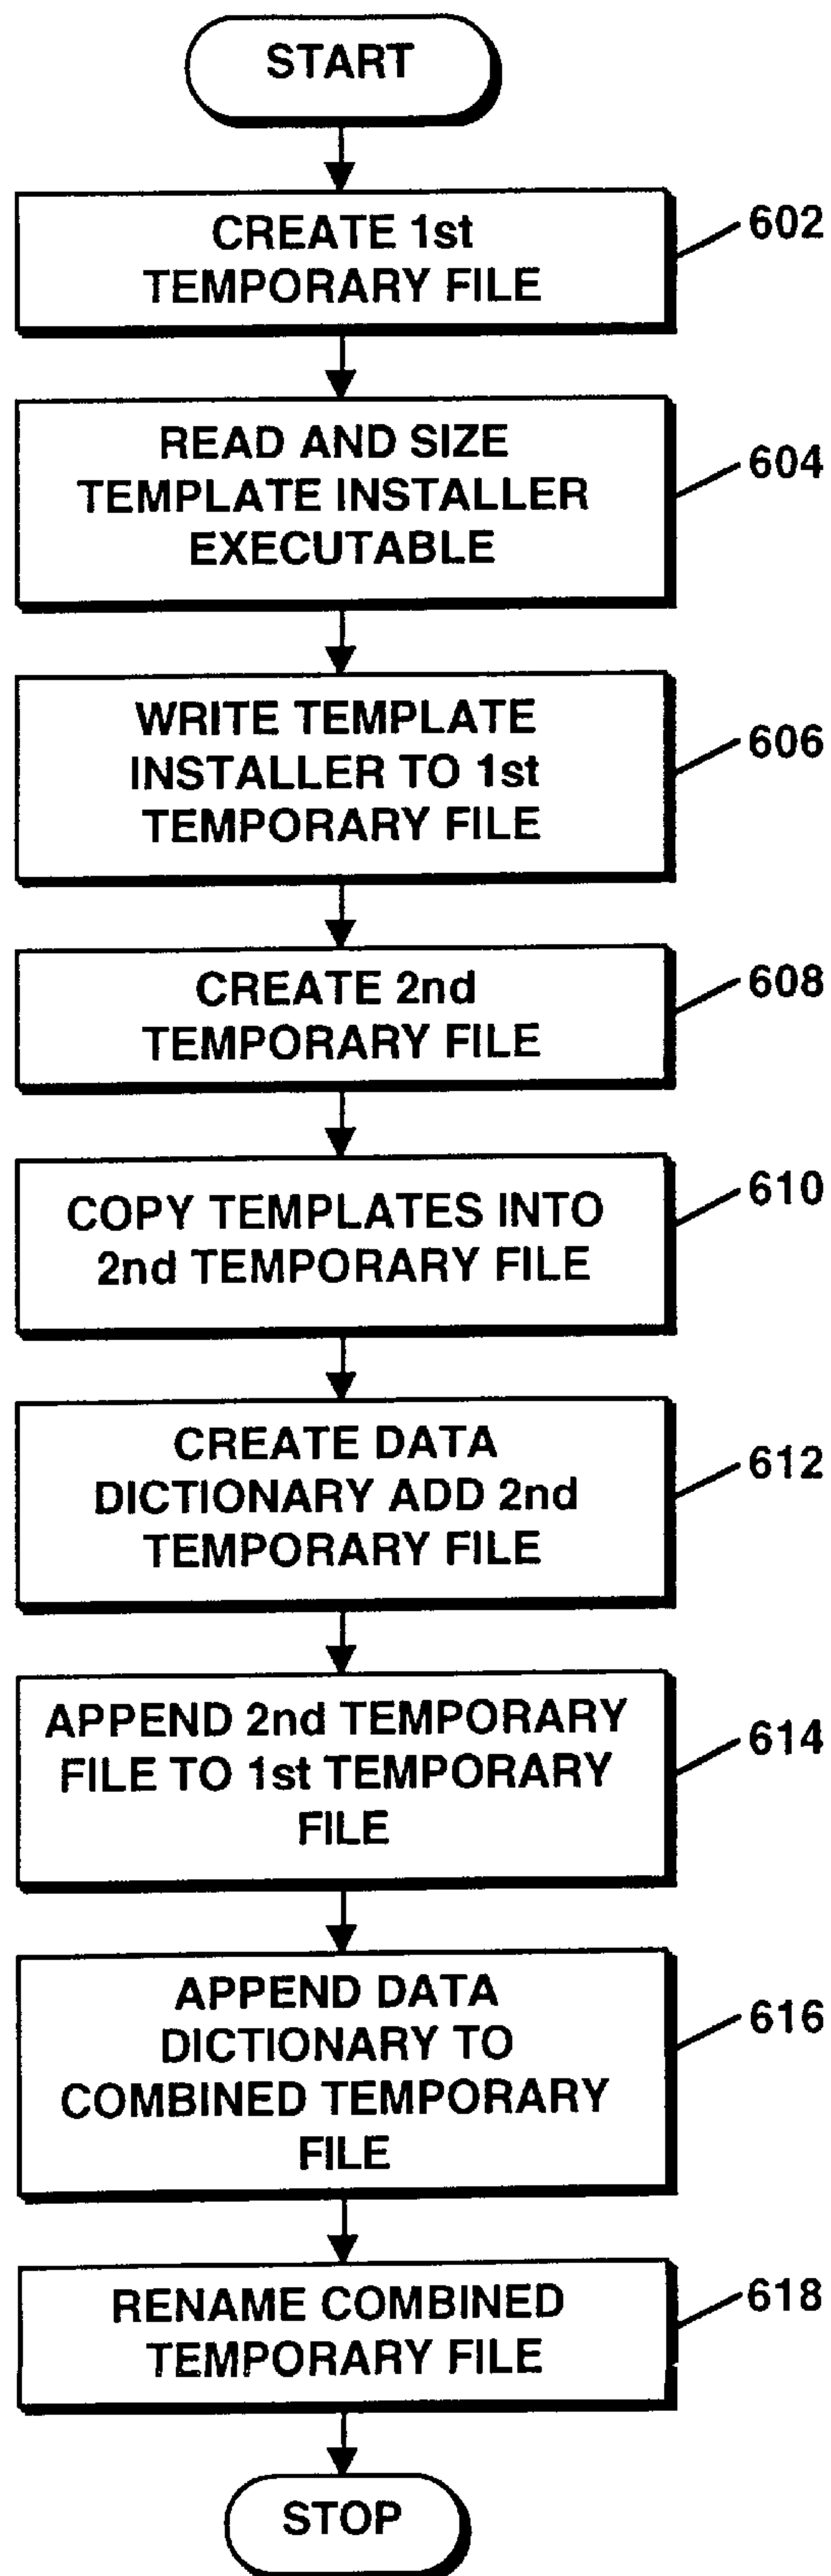 START
CREATE 1st
TEMPORARY FILE
602
READ AND SIZE
TEMPLATE INSTALLER
EXECUTABLE
604
WRITE TEMPLATE
INSTALLER TO 1st
TEMPORARY FILE
606
CREATE 2nd
TEMPORARY FILE
608
COPY TEMPLATES INTO
2nd TEMPORARY FILE
610
CREATE DATA
DICTIONARY ADD 2nd
TEMPORARY FILE
612
APPEND 2nd TEMPORARY
FILE TO 1st TEMPORARY
FILE
614
APPEND DATA
DICTIONARY TO
COMBINED TEMPORARY
FILE
616
RENAME COMBINED
TEMPORARY FILE
618
STOP